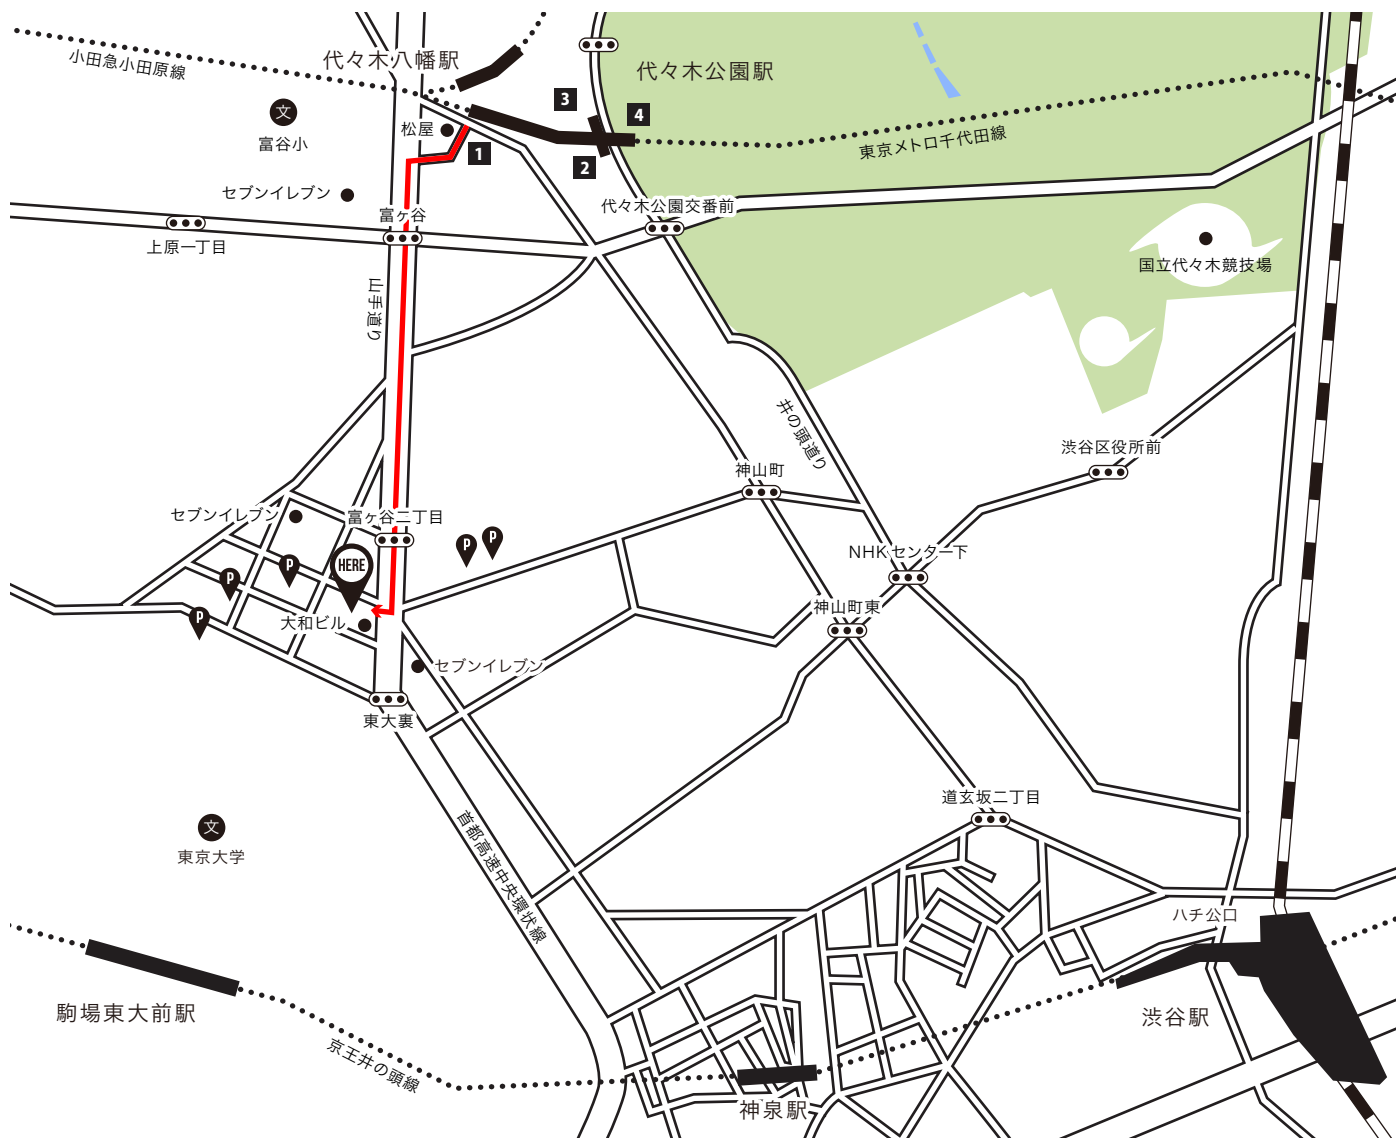 小田急小田原線
代々木八幡駅
代々木公園駅
文
富谷小
松屋
3
4
1
2
東京メトロ千代田線
セブンイレブン
富ヶ谷
代々木公園交番前
上原一丁目
国立代々木競技場
山手道り
井の頭道り
渋谷区役所前
神山町
セブンイレブン
富ヶ谷二丁目
P
P
NHKセンター下
HERE
P
P
P
大和ビル
神山町東
セブンイレブン
東大裏
道玄坂二丁目
文
東京大学
首都高速中央環状線
ハチ公口
駒場東大前駅
渋谷駅
京王井の頭線
神泉駅